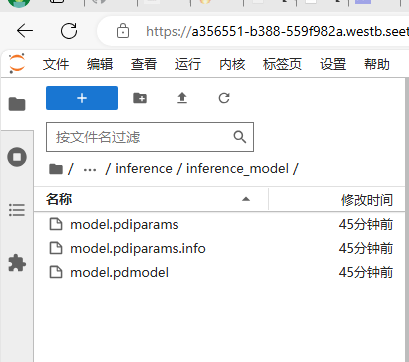 https://a356551-b388-559f982a.westb.seet
文件 编辑 查看 运行 内核 标签页 设置 帮助
按文件名过滤
/ … / inference / inference_model /
名称 修改时间
model.pdiparams 45分钟前
model.pdiparams.info 45分钟前
model.pdmodel 45分钟前